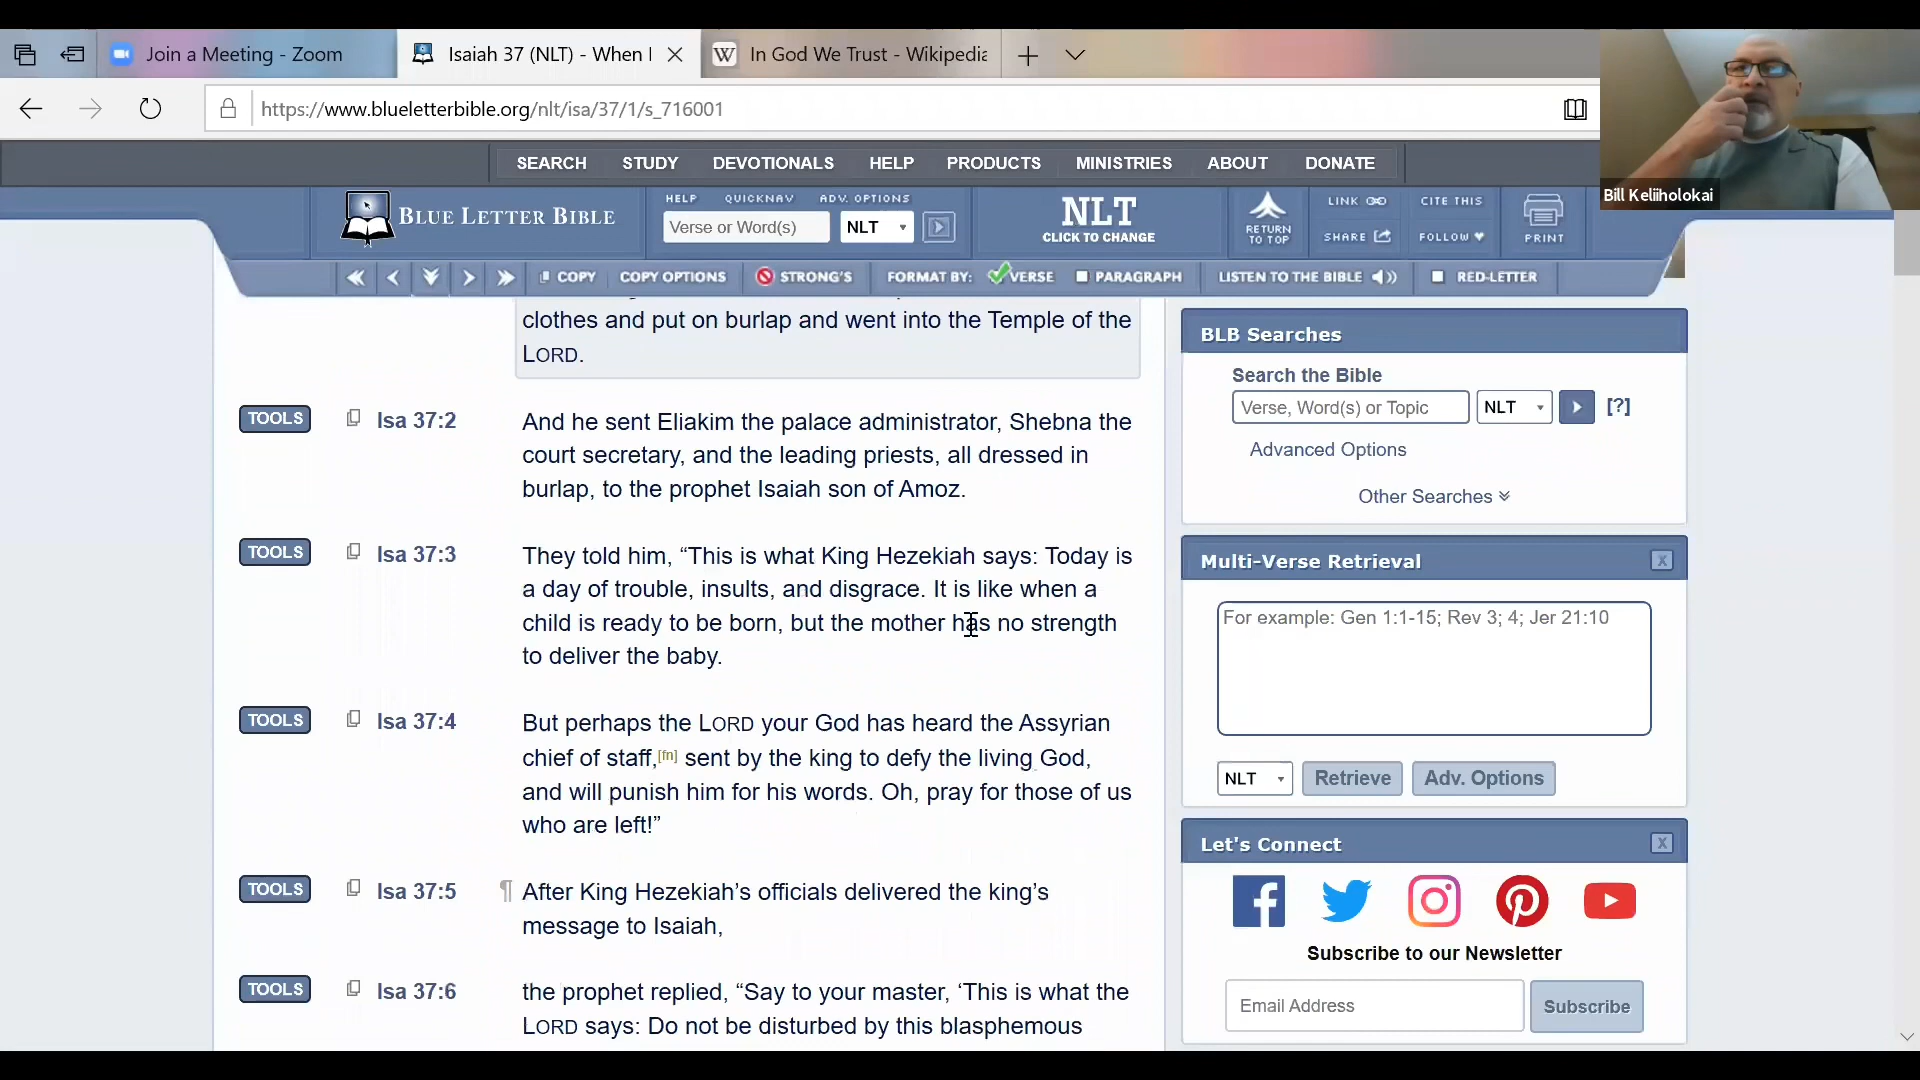 Join a Meeting - Zoom
Isaiah 37 (NLT) - When I
W In God We Trust - Wikipedia
https://www.blueletterbible.org/nlt/isa/37/1/s_716001
Bill Keliiholokai
SEARCH STUDY DEVOTIONALS HELP PRODUCTS MINISTRIES ABOUT DONATE
BLUE LETTER BIBLE
HELP QUICKNAV ADV. OPTIONS
Verse or Word(s) NLT
NLT
CLICK TO CHANGE
RETURN
TO TOP
LINK CITE THIS
SHARE FOLLOW
PRINT
COPY COPY OPTIONS STRONG'S FORMAT BY: VERSE PARAGRAPH LISTEN TO THE BIBLE RED-LETTER
clothes and put on burlap and went into the Temple of the
LORD.
TOOLS Isa 37:2 And he sent Eliakim the palace administrator, Shebna the
court secretary, and the leading priests, all dressed in
burlap, to the prophet Isaiah son of Amoz.
TOOLS Isa 37:3 They told him, “This is what King Hezekiah says: Today is
a day of trouble, insults, and disgrace. It is like when a
child is ready to be born, but the mother has no strength
to deliver the baby.
TOOLS Isa 37:4 But perhaps the LORD your God has heard the Assyrian
chief of staff,[fn] sent by the king to defy the living God,
and will punish him for his words. Oh, pray for those of us
who are left!”
TOOLS Isa 37:5 ¶ After King Hezekiah’s officials delivered the king’s
message to Isaiah,
TOOLS Isa 37:6 the prophet replied, “Say to your master, ‘This is what the
LORD says: Do not be disturbed by this blasphemous
BLB Searches
Search the Bible
Verse, Word(s) or Topic NLT [?]
Advanced Options
Other Searches
Multi-Verse Retrieval X
For example: Gen 1:1-15; Rev 3; 4; Jer 21:10
NLT Retrieve Adv. Options
Let's Connect X
Subscribe to our Newsletter
Email Address Subscribe